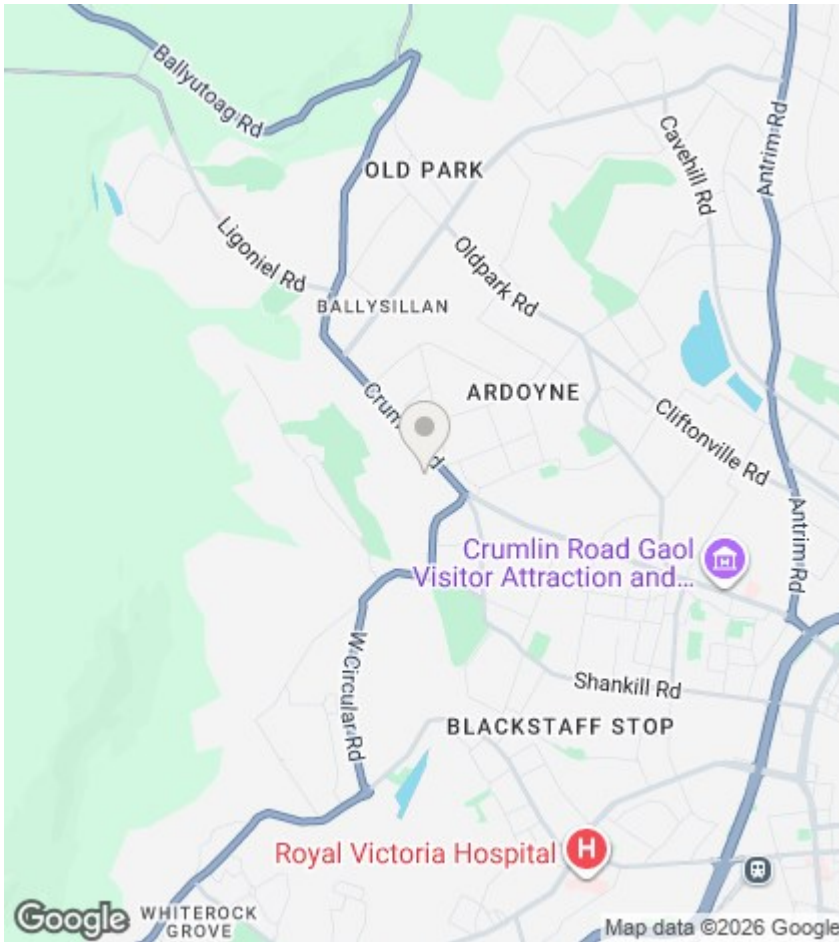 Ballyutoag Rd
OLD PARK
Cavehill Rd
Antrim Rd
Ligoniel Rd
Oldpark Rd
BALLYSILLAN
ARDOYNE
Cliftonville Rd
Crumlin Rd
Antrim Rd
Crumlin Road Gaol
Visitor Attraction and...
W Circular Rd
Shankill Rd
BLACKSTAFF STOP
Royal Victoria Hospital
H
WHITEROCK
GROVE
Google
Map data ©2026 Google